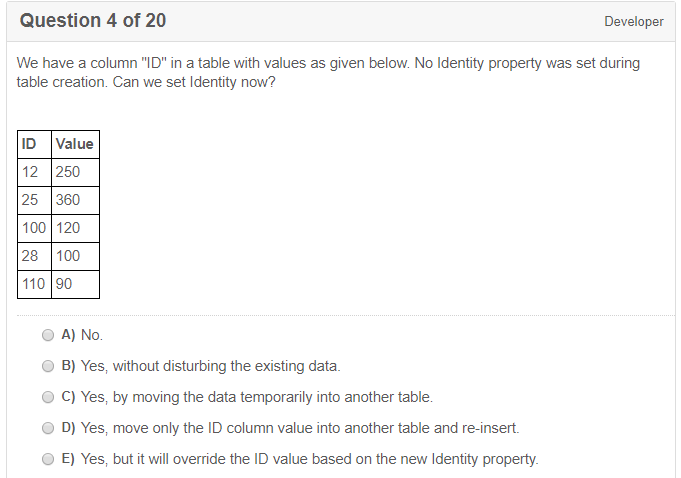 Question 4 of 20 Developer
We have a column "ID" in a table with values as given below. No Identity property was set during
table creation. Can we set Identity now?
ID Value
12 250
25 360
100 120
28 100
110 90
A) No.
B) Yes, without disturbing the existing data.
C) Yes, by moving the data temporarily into another table.
D) Yes, move only the ID column value into another table and re-insert.
E) Yes, but it will override the ID value based on the new Identity property.